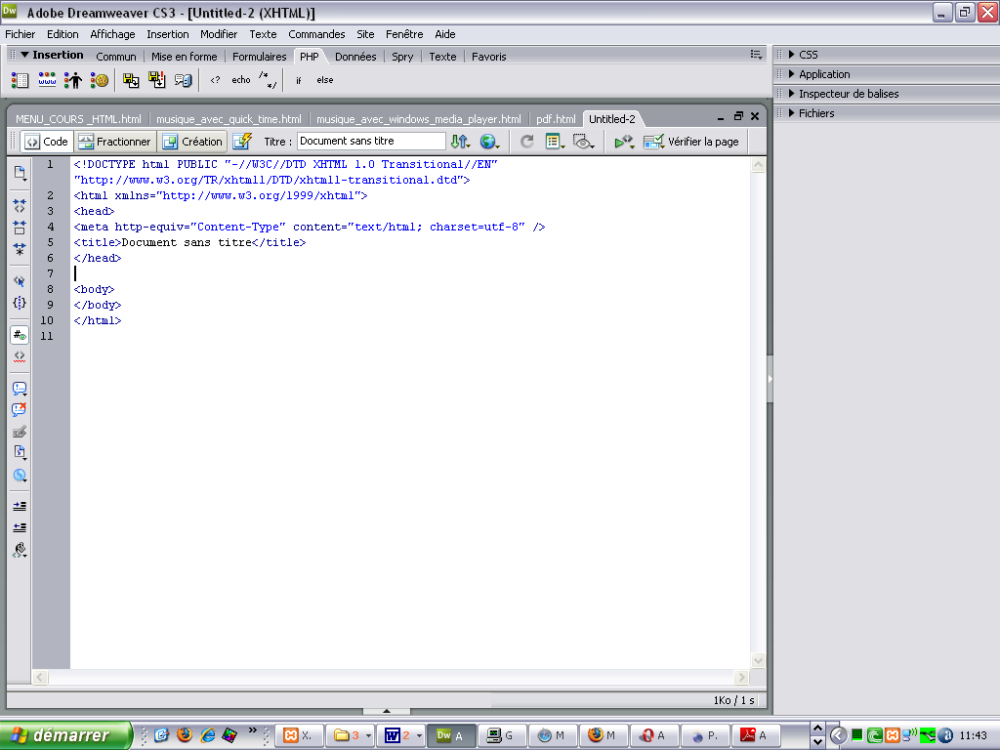 Adobe Dreamweaver CS3 - [Untitled-2 (XHTML)]
Fichier Edition Affichage Insertion Modifier Texte Commandes Site Fenêtre Aide
Insertion Commun Mise en forme Formulaires PHP Données Spry Texte Favoris
<? echo /* */ if else
CSS
Application
Inspecteur de balises
Fichiers
MENU_COURS _HTML.html musique_avec_quick_time.html musique_avec_windows_media_player.html pdf.html Untitled-2
Code Fractionner Création Titre : Document sans titre Vérifier la page
1 <!DOCTYPE html PUBLIC "-//W3C//DTD XHTML 1.0 Transitional//EN"
"http://www.w3.org/TR/xhtml1/DTD/xhtml1-transitional.dtd">
2 <html xmlns="http://www.w3.org/1999/xhtml">
3 <head>
4 <meta http-equiv="Content-Type" content="text/html; charset=utf-8" />
5 <title>Document sans titre</title>
6 </head>
7
8 <body>
9 </body>
10 </html>
11
1Ko / 1 s
démarrer X. 3 2 A G M M A P. A 11:43